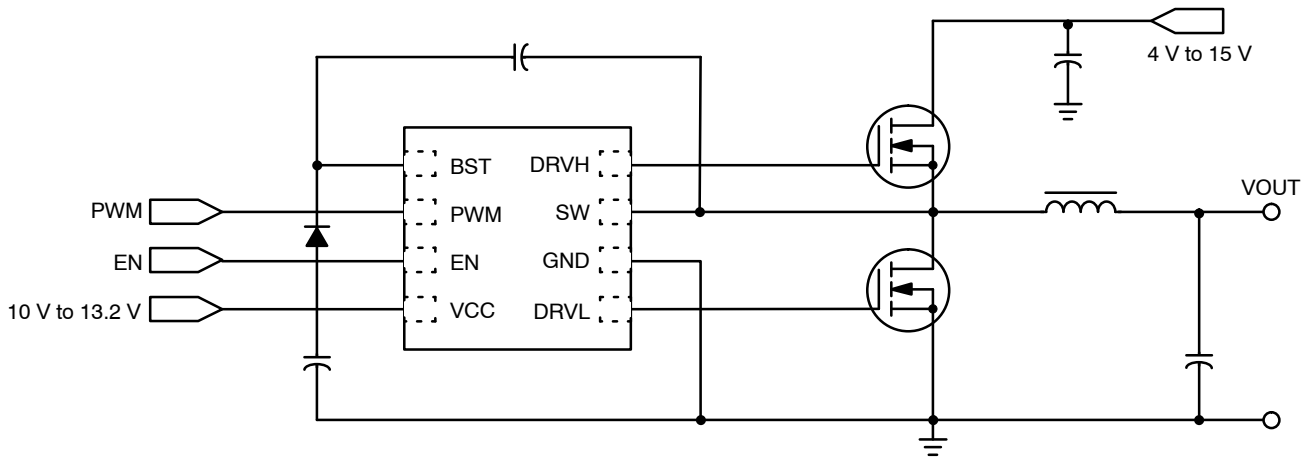 4 V to 15 V
BST
DRVH
PWM
PWM
SW
VOUT
EN
EN
GND
10 V to 13.2 V
VCC
DRVL